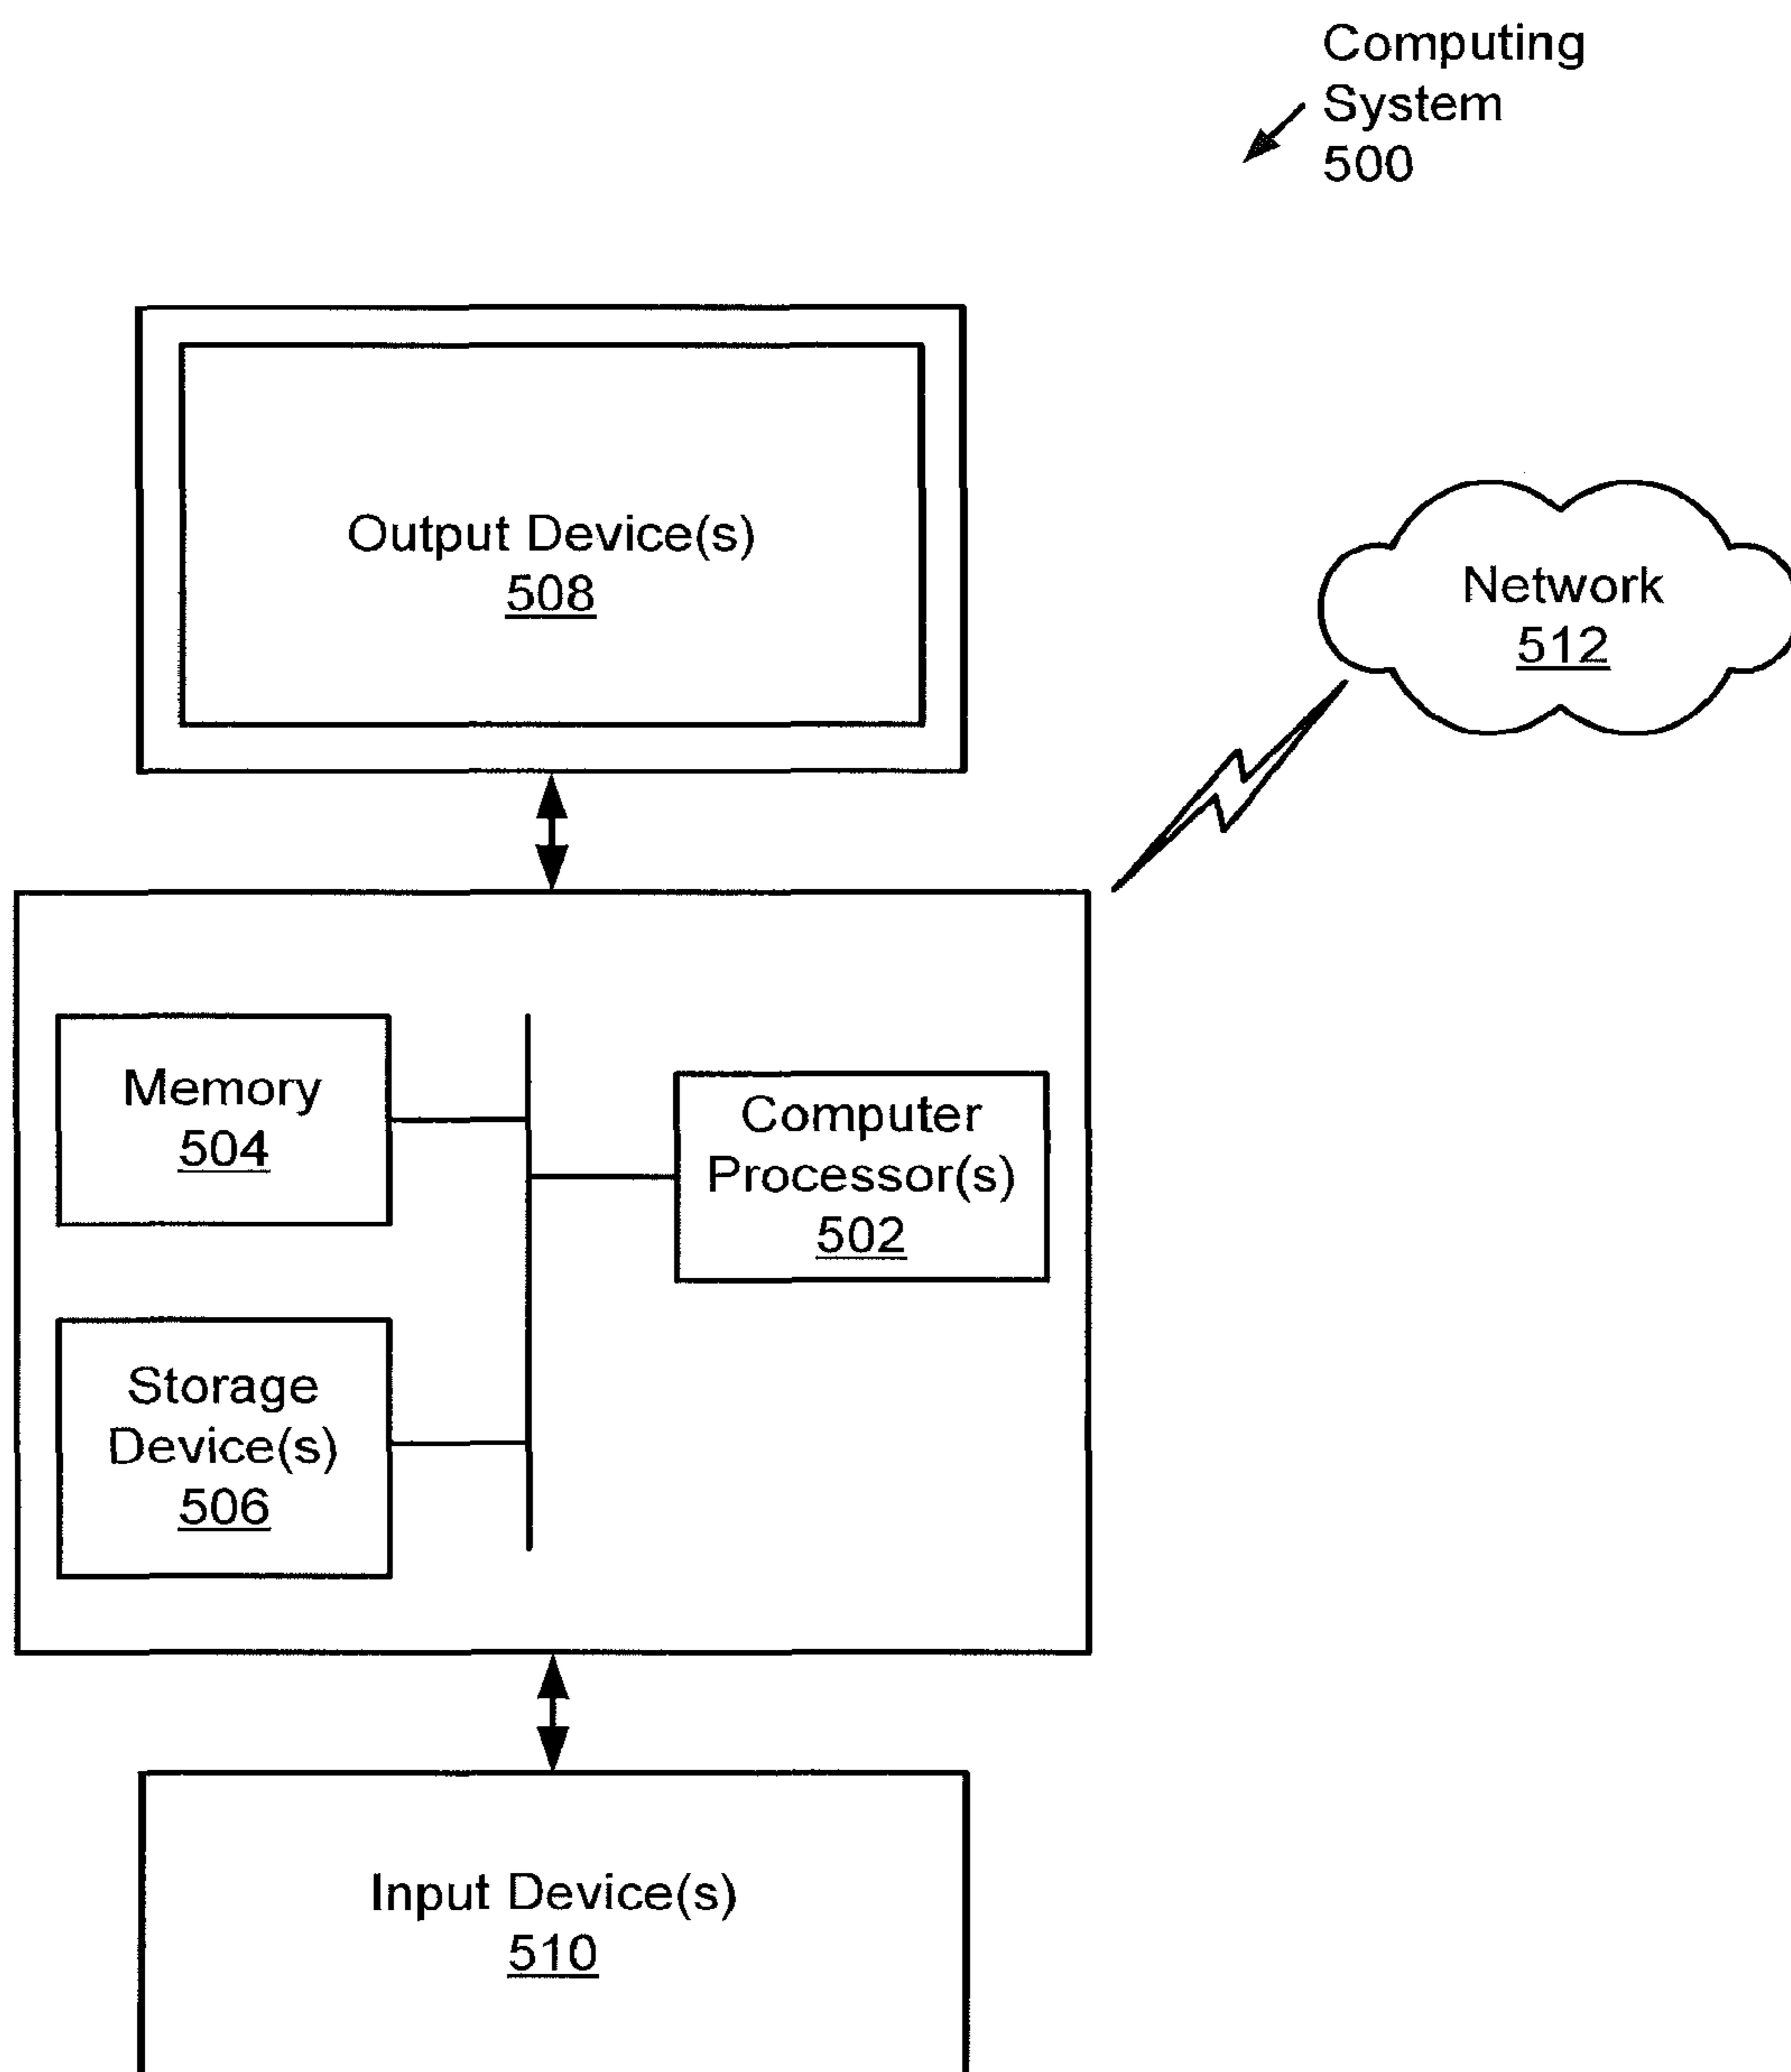 Computing
System
500
Output Device(s)
508
Network
512
Memory
504
Computer
Processor(s)
502
Storage
Device(s)
506
Input Device(s)
510